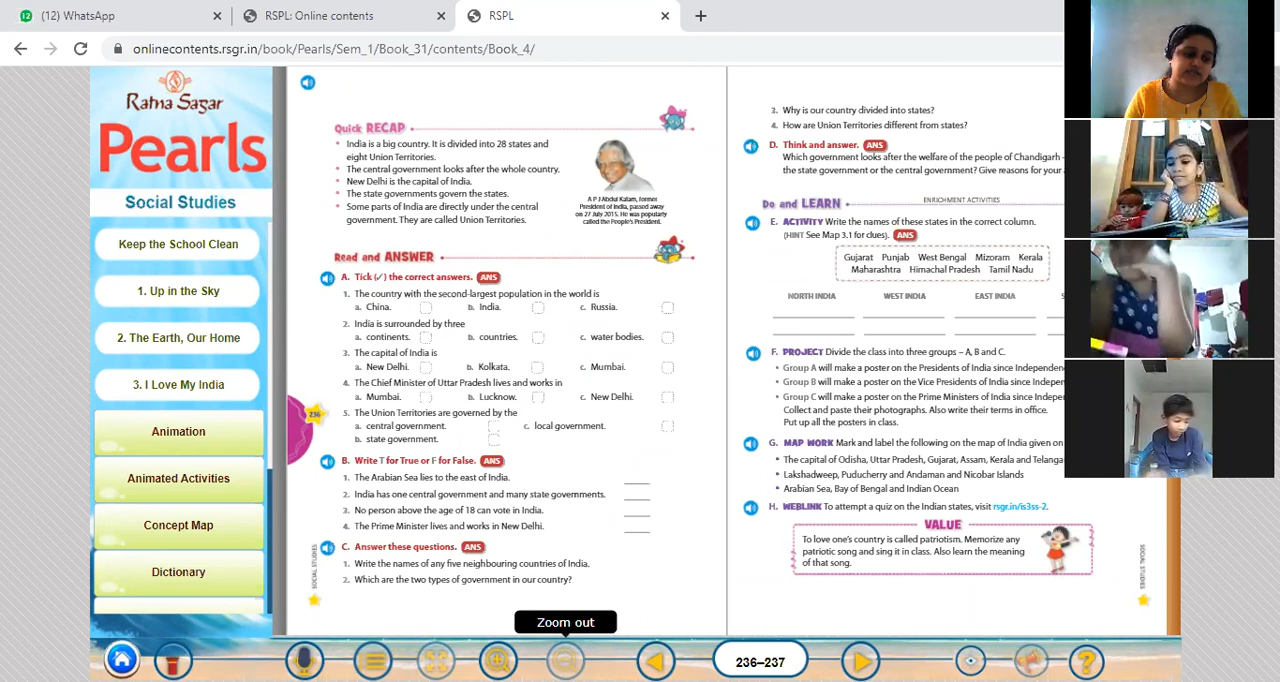 (12) WhatsApp
RSPL: Online contents
RSPL
onlinecontents.rsgr.in/book/Pearls/Sem_1/Book_31/contents/Book_4/
Ratna Sagar
Pearls
Social Studies
Keep the School Clean
1. Up in the Sky
2. The Earth, Our Home
3. I Love My India
Animation
Animated Activities
Concept Map
Dictionary
Quick RECAP
India is a big country. It is divided into 28 states and
eight Union Territories.
The central government looks after the whole country.
New Delhi is the capital of India.
The state governments govern the states.
Some parts of India are directly under the central
government. They are called Union Territories.
A P J Abdul Kalam, former
President of India, passed away
on 27 July 2015. He was popularly
called the People's President.
Read and ANSWER
A. Tick (✓) the correct answers. ANS
1. The country with the second-largest population in the world is
a. China. b. India. c. Russia.
2. India is surrounded by three
a. continents. b. countries. c. water bodies.
3. The capital of India is
a. New Delhi. b. Kolkata. c. Mumbai.
4. The Chief Minister of Uttar Pradesh lives and works in
a. Mumbai. b. Lucknow. c. New Delhi.
5. The Union Territories are governed by the
a. central government. c. local government.
b. state government.
236
B. Write T for True or F for False. ANS
1. The Arabian Sea lies to the east of India.
2. India has one central government and many state governments.
3. No person above the age of 18 can vote in India.
4. The Prime Minister lives and works in New Delhi.
C. Answer these questions. ANS
1. Write the names of any five neighbouring countries of India.
2. Which are the two types of government in our country?
SOCIAL STUDIES
3. Why is our country divided into states?
4. How are Union Territories different from states?
D. Think and answer. ANS
Which government looks after the welfare of the people of Chandigarh –
the state government or the central government? Give reasons for your
Do and LEARN
ENRICHMENT ACTIVITIES
E. ACTIVITY Write the names of these states in the correct column.
(HINT See Map 3.1 for clues). ANS
Gujarat Punjab West Bengal Mizoram Kerala
Maharashtra Himachal Pradesh Tamil Nadu
NORTH INDIA WEST INDIA EAST INDIA
F. PROJECT Divide the class into three groups – A, B and C.
Group A will make a poster on the Presidents of India since
Group B will make a poster on the Vice Presidents of India since
Group C will make a poster on the Prime Ministers of India since
Collect and paste their photographs. Also write their terms in office.
Put up all the posters in class.
G. MAP WORK Mark and label the following on the map of India given on
The capital of Odisha, Uttar Pradesh, Gujarat, Assam, Kerala and
Lakshadweep, Puducherry and Andaman and Nicobar Islands
Arabian Sea, Bay of Bengal and Indian Ocean
H. WEBLINK To attempt a quiz on the Indian states, visit rsgr.in/is3ss-2.
VALUE
To love one's country is called patriotism. Memorize any
patriotic song and sing it in class. Also learn the meaning
of that song.
SOCIAL STUDIES
Zoom out
236-237